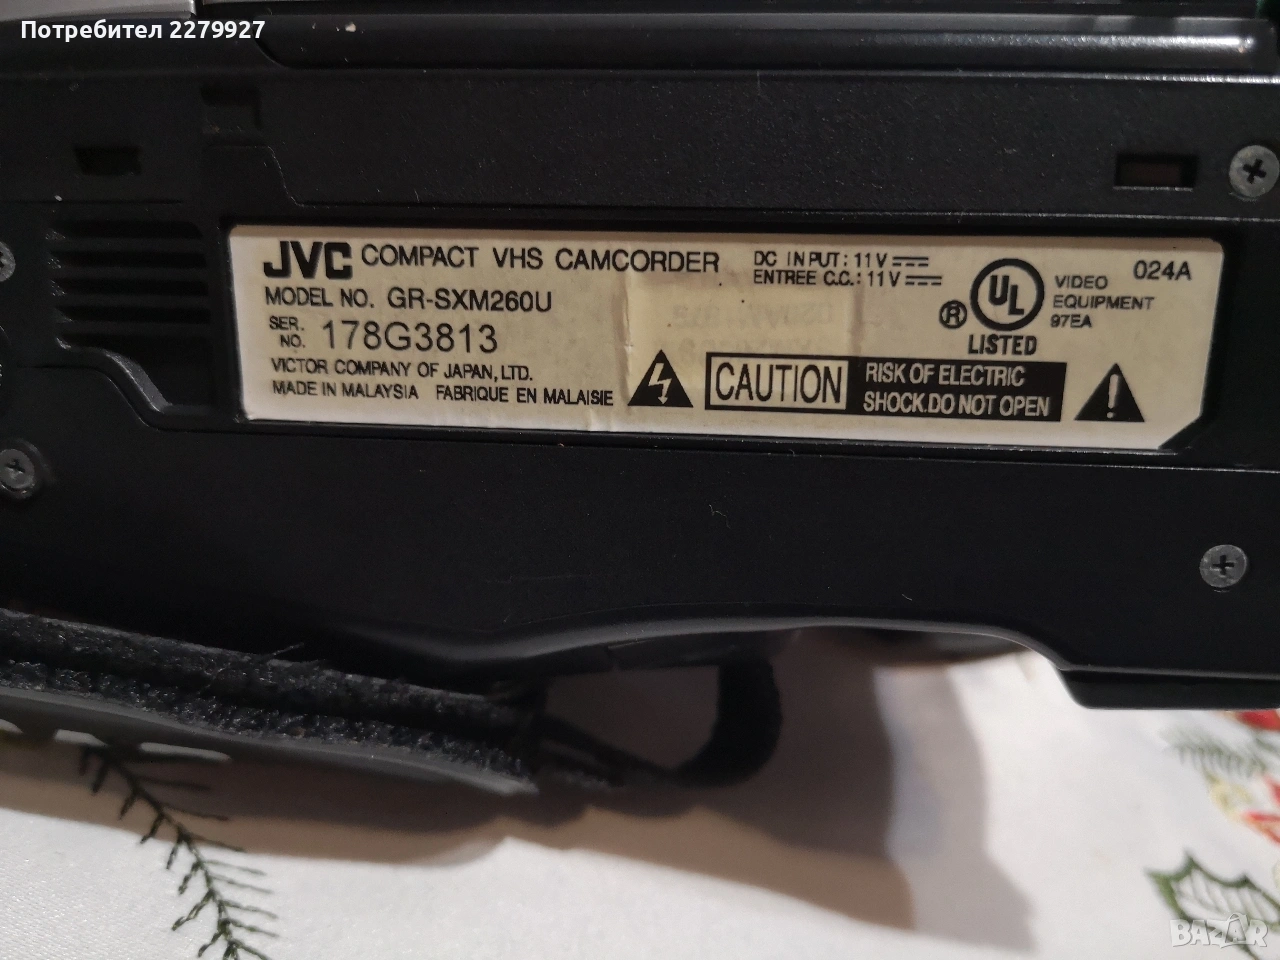 Потребител 2279927
JVC COMPACT VHS CAMCORDER
MODEL NO. GR-SXM260U
SER. NO. 178G3813
VICTOR COMPANY OF JAPAN, LTD.
MADE IN MALAYSIA FABRIQUE EN MALAISIE
DC INPUT: 11V
ENTREE C.C.: 11V
CAUTION
RISK OF ELECTRIC
SHOCK.DO NOT OPEN
® UL
LISTED
VIDEO
EQUIPMENT
97EA
024A
BAZAR